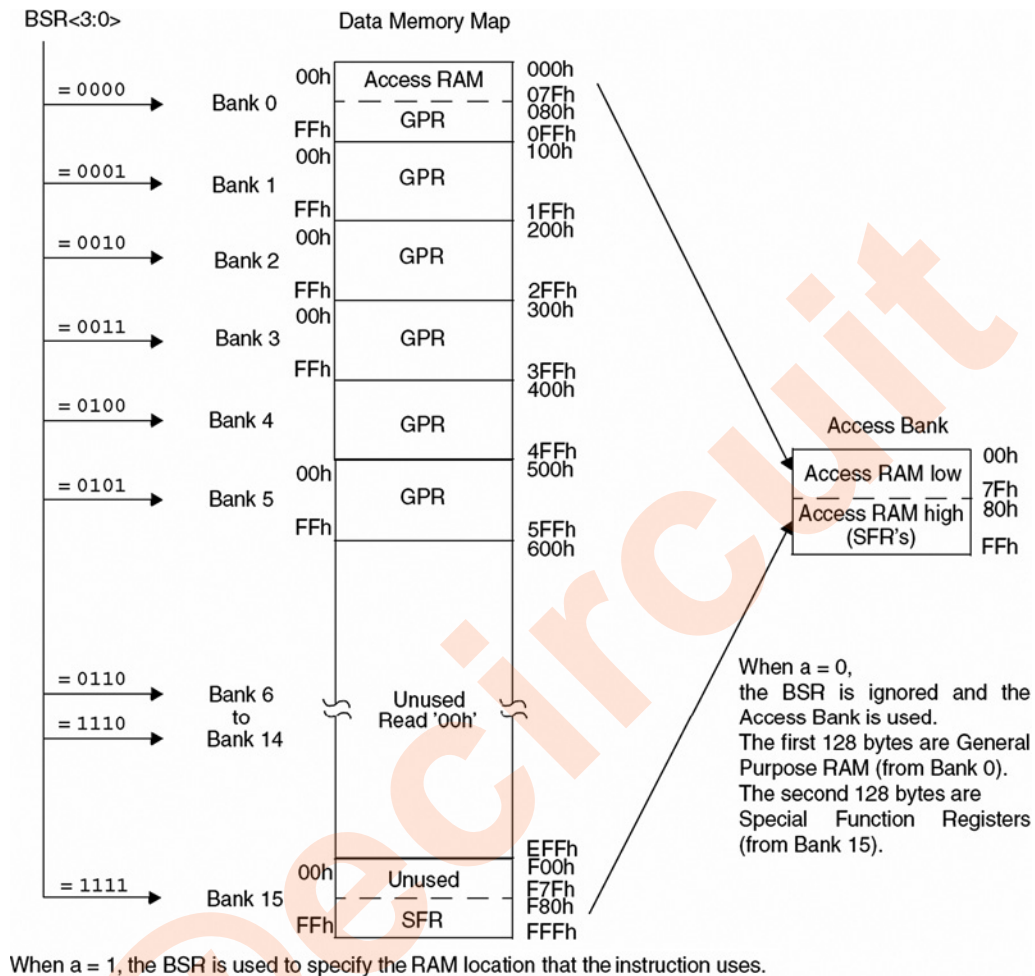 BSR<3:0>
Data Memory Map
= 0000
Bank 0
00h
Access RAM
000h
07Fh
080h
FFh
GPR
0FFh
= 0001
Bank 1
00h
GPR
100h
FFh
1FFh
= 0010
Bank 2
00h
GPR
200h
FFh
2FFh
= 0011
Bank 3
00h
GPR
300h
FFh
3FFh
= 0100
Bank 4
GPR
400h
4FFh
= 0101
Bank 5
00h
GPR
500h
FFh
5FFh
600h
= 0110
= 1110
Bank 6
to
Bank 14
Unused
Read '00h'
EFFh
= 1111
Bank 15
00h
Unused
F00h
F7Fh
F80h
FFh
SFR
FFFh
Access Bank
Access RAM low
00h
7Fh
Access RAM high
(SFR's)
80h
FFh
When a = 0,
the BSR is ignored and the
Access Bank is used.
The first 128 bytes are General
Purpose RAM (from Bank 0).
The second 128 bytes are
Special Function Registers
(from Bank 15).
When a = 1, the BSR is used to specify the RAM location that the instruction uses.
Decircuit